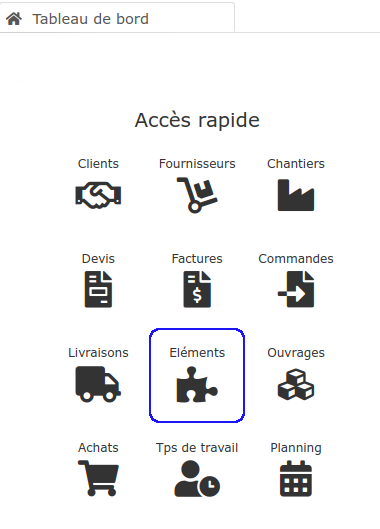 Tableau de bord
Accès rapide
Clients Fournisseurs Chantiers
Devis Factures Commandes
$
Livraisons Eléments Ouvrages
Achats Tps de travail Planning